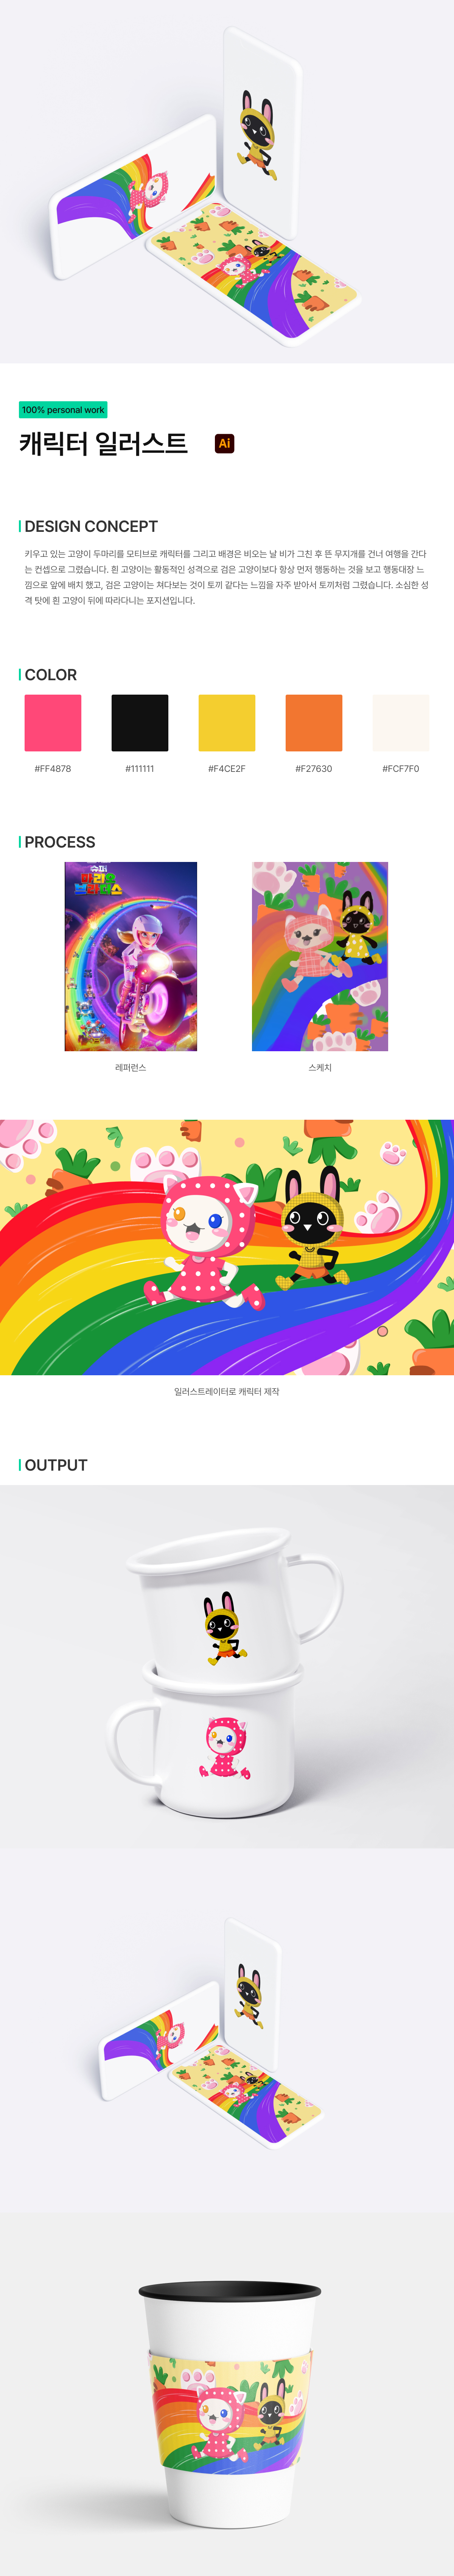 100% personal work
캐릭터 일러스트
Ai
DESIGN CONCEPT
키우고 있는 고양이 두마리를 모티브로 캐릭터를 그리고 배경은 비오는 날 비가 그친 후 뜬 무지개를 건너 여행을 간다
는 컨셉으로 그렸습니다. 흰 고양이는 활동적인 성격으로 검은 고양이보다 항상 먼저 행동하는 것을 보고 행동대장 느
낌으로 앞에 배치 했고, 검은 고양이는 쳐다보는 것이 토끼 같다는 느낌을 자주 받아서 토끼처럼 그렸습니다. 소심한 성
격 탓에 흰 고양이 뒤에 따라다니는 포지션입니다.
COLOR
#FF4878
#111111
#F4CE2F
#F27630
#FCF7F0
PROCESS
슈퍼
마리오
브라더스
레퍼런스
스케치
일러스트레이터로 캐릭터 제작
OUTPUT